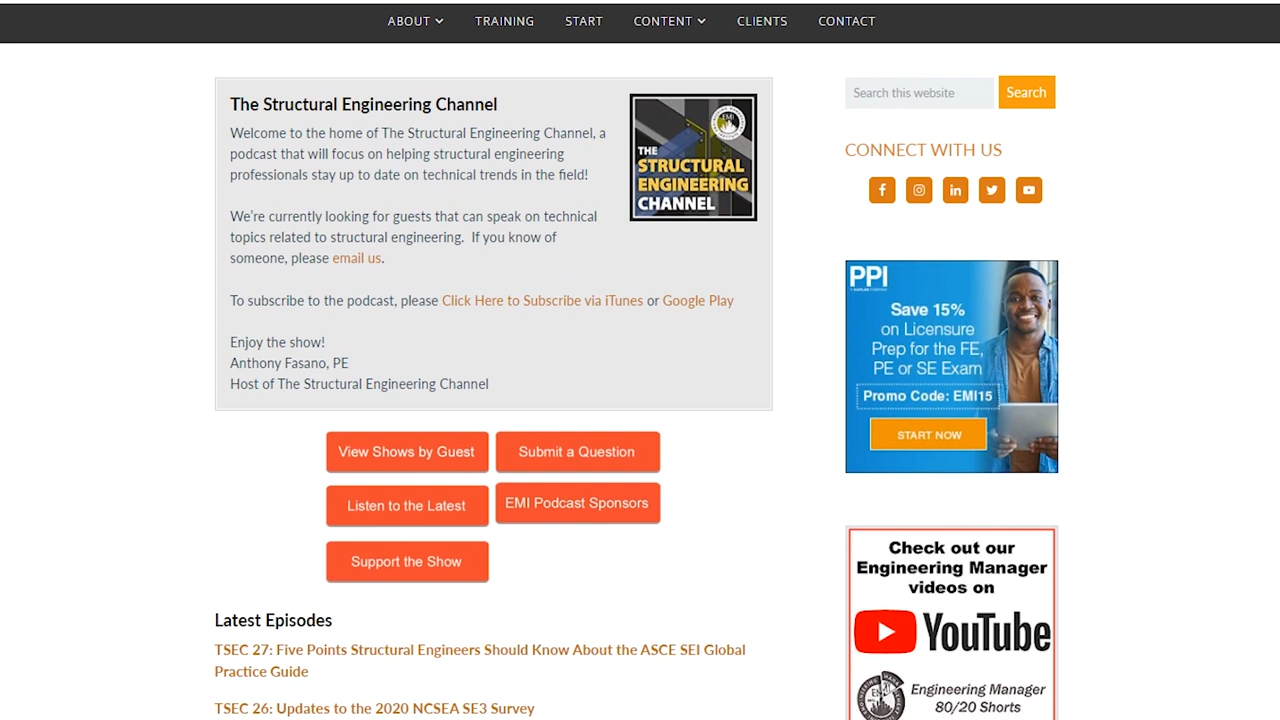 ABOUT TRAINING START CONTENT CLIENTS CONTACT
The Structural Engineering Channel
Welcome to the home of The Structural Engineering Channel, a
podcast that will focus on helping structural engineering
professionals stay up to date on technical trends in the field!
We're currently looking for guests that can speak on technical
topics related to structural engineering. If you know of
someone, please email us.
To subscribe to the podcast, please Click Here to Subscribe via iTunes or Google Play
Enjoy the show!
Anthony Fasano, PE
Host of The Structural Engineering Channel
EMI
THE
STRUCTURAL
ENGINEERING
CHANNEL
View Shows by Guest
Submit a Question
Listen to the Latest
EMI Podcast Sponsors
Support the Show
Latest Episodes
TSEC 27: Five Points Structural Engineers Should Know About the ASCE SEI Global
Practice Guide
TSEC 26: Updates to the 2020 NCSEA SE3 Survey
Search this website
Search
CONNECT WITH US
PPI
Save 15%
on Licensure
Prep for the FE,
PE or SE Exam
Promo Code: EMI15
START NOW
Check out our
Engineering Manager
videos on
YouTube
Engineering Manager
80/20 Shorts